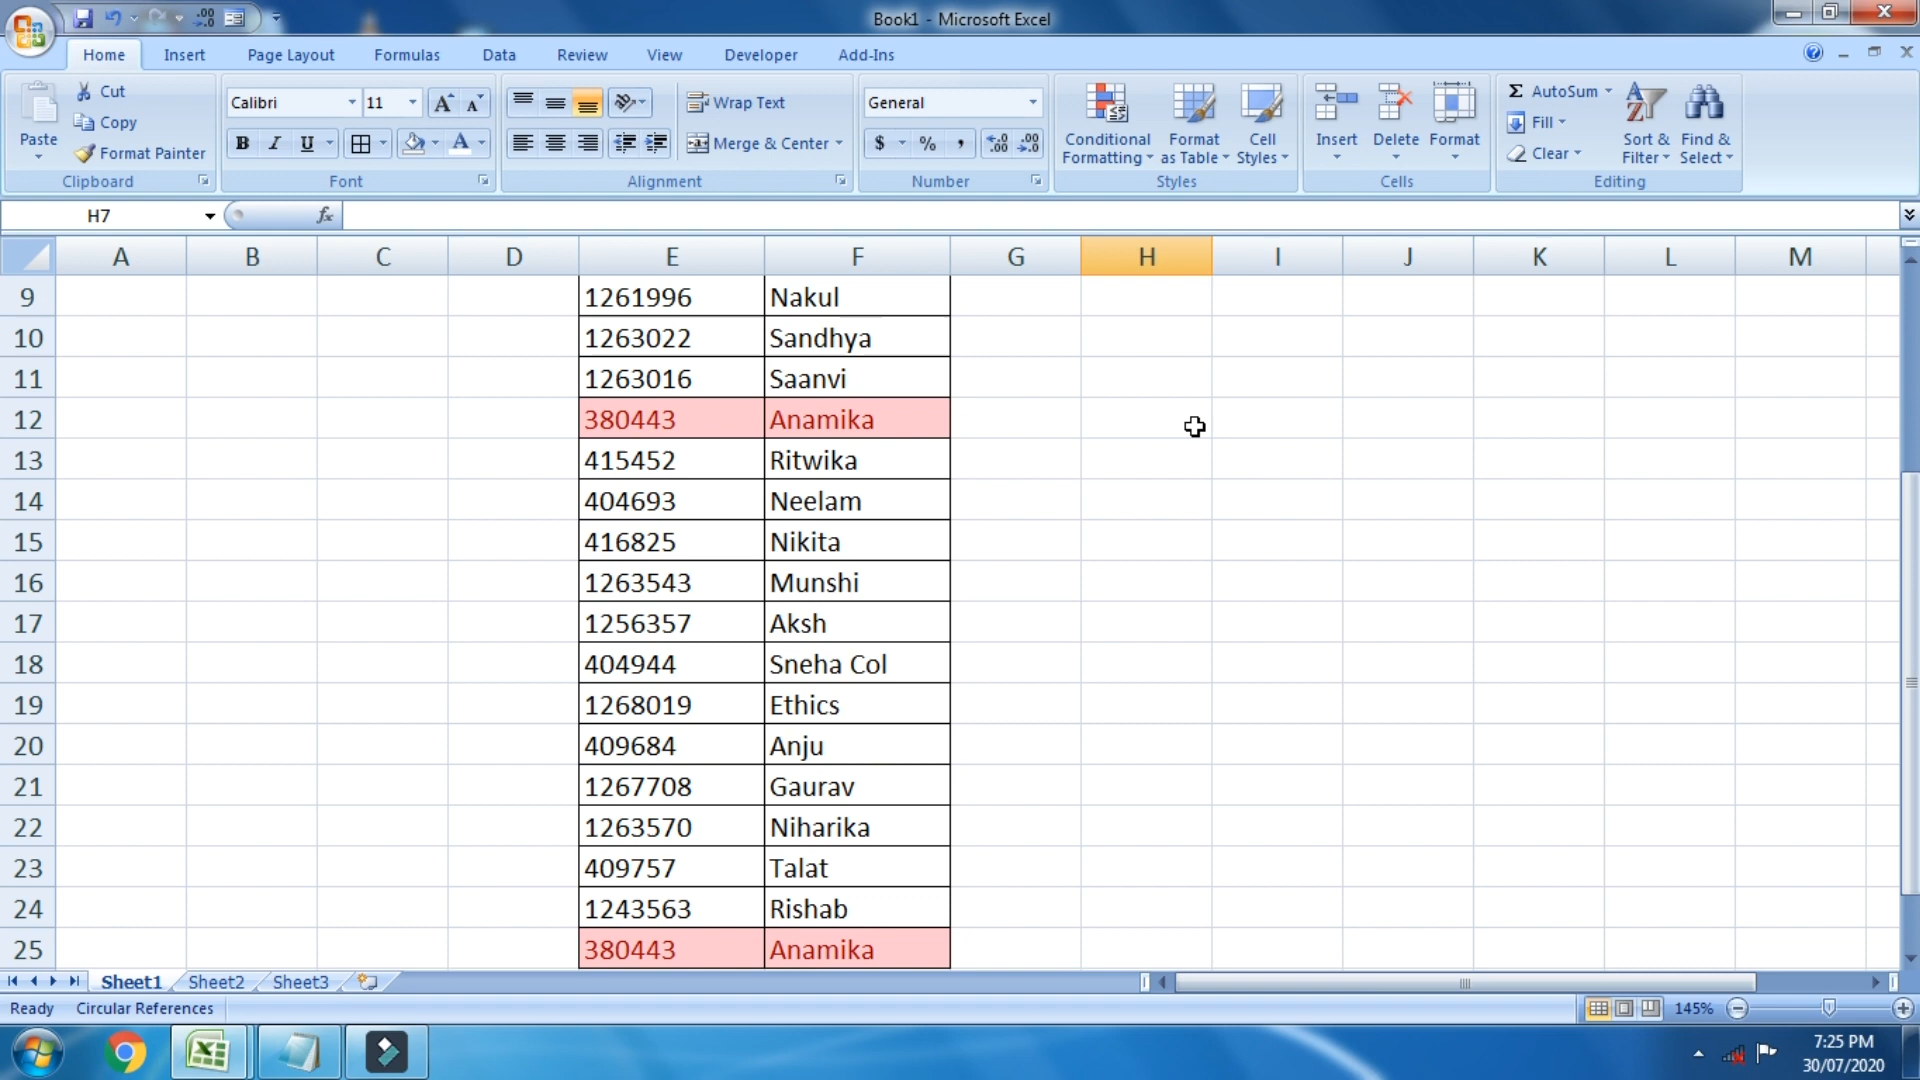 Book1 - Microsoft Excel
Home Insert Page Layout Formulas Data Review View Developer Add-Ins
Paste
Cut
Copy
Format Painter
Clipboard
Calibri 11
B I U
Font
Wrap Text
Merge & Center
Alignment
General
$ % ,
Number
Conditional Formatting
Format as Table
Cell Styles
Styles
Insert Delete Format
Cells
Σ AutoSum
Fill
Clear
Sort & Filter
Find & Select
Editing
H7 fx
A B C D E F G H I J K L M
9 1261996 Nakul
10 1263022 Sandhya
11 1263016 Saanvi
12 380443 Anamika
13 415452 Ritwika
14 404693 Neelam
15 416825 Nikita
16 1263543 Munshi
17 1256357 Aksh
18 404944 Sneha Col
19 1268019 Ethics
20 409684 Anju
21 1267708 Gaurav
22 1263570 Niharika
23 409757 Talat
24 1243563 Rishab
25 380443 Anamika
Sheet1 Sheet2 Sheet3
Ready Circular References 145%
7:25 PM
30/07/2020